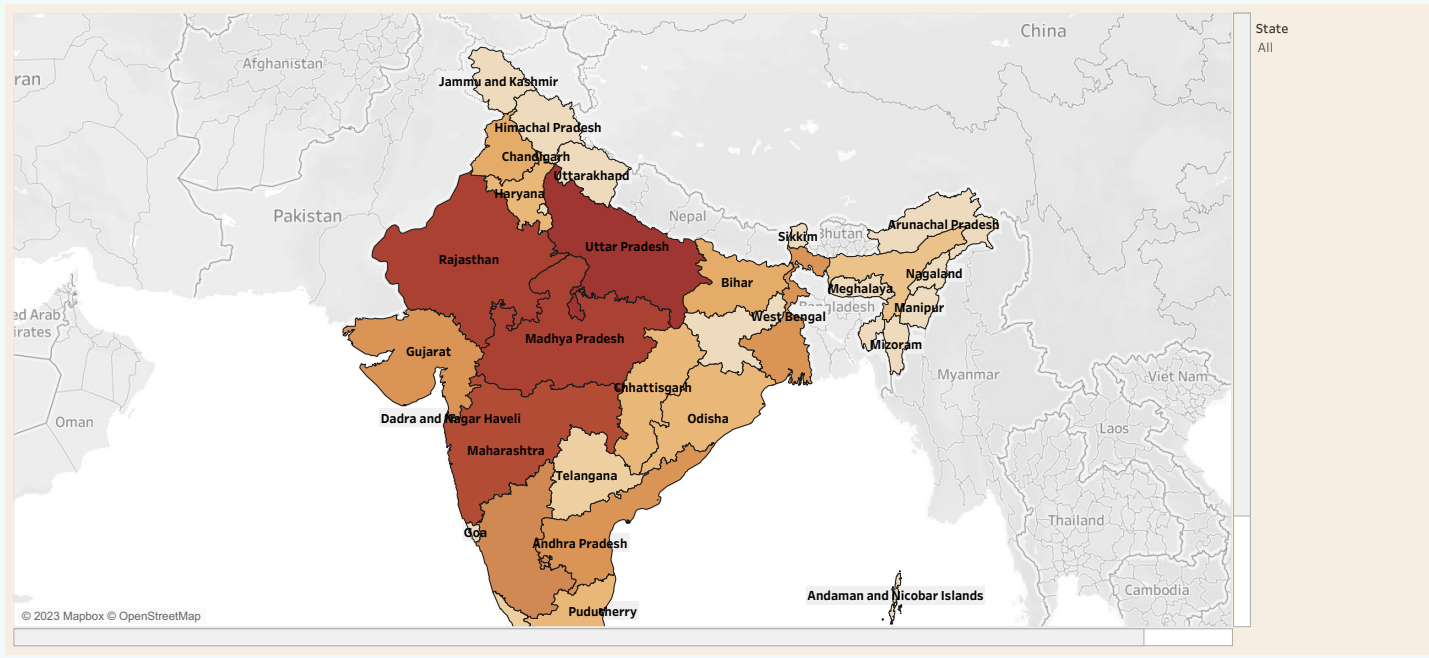 China
State
All
Afghanistan
ran
Jammu and Kashmir
Himachal Pradesh
Chandigarh
Uttarakhand
Haryana
Pakistan
Nepal
Arunachal Pradesh
Sikkim
Bhutan
Uttar Pradesh
Rajasthan
Nagaland
Bihar
Meghalaya
Bangladesh
Manipur
ed Arab
irates
West Bengal
Madhya Pradesh
Mizoram
Gujarat
Myanmar
Viet Nam
Chhattisgarh
Dadra and Nagar Haveli
Odisha
Oman
Laos
Maharashtra
Telangana
Thailand
Goa
Andhra Pradesh
Cambodia
Andaman and Nicobar Islands
Puducherry
© 2023 Mapbox © OpenStreetMap